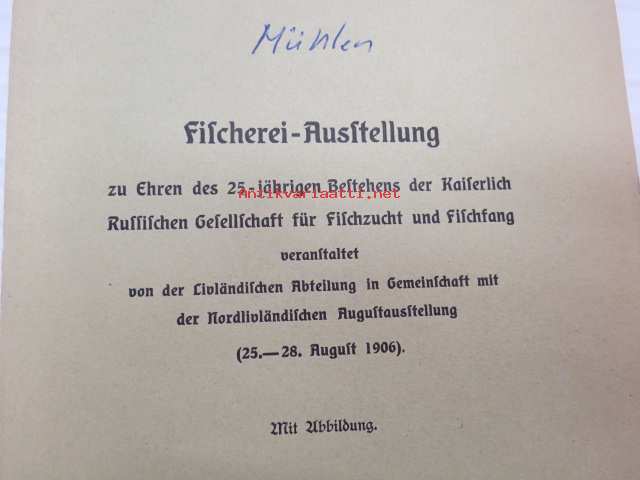 Mühlen
Fiſcherei-Ausſtellung
zu Ehren des 25-jährigen Beſtehens der Kaiſerlich
antikvariaatti.net
Ruſſiſchen Geſellſchaft für Fiſchzucht und Fiſchfang
veranſtaltet
von der Livländiſchen Abteilung in Gemeinſchaft mit
der Nordlivländiſchen Auguſtausſtellung
(25.—28. Auguſt 1906).
Mit Abbildung.